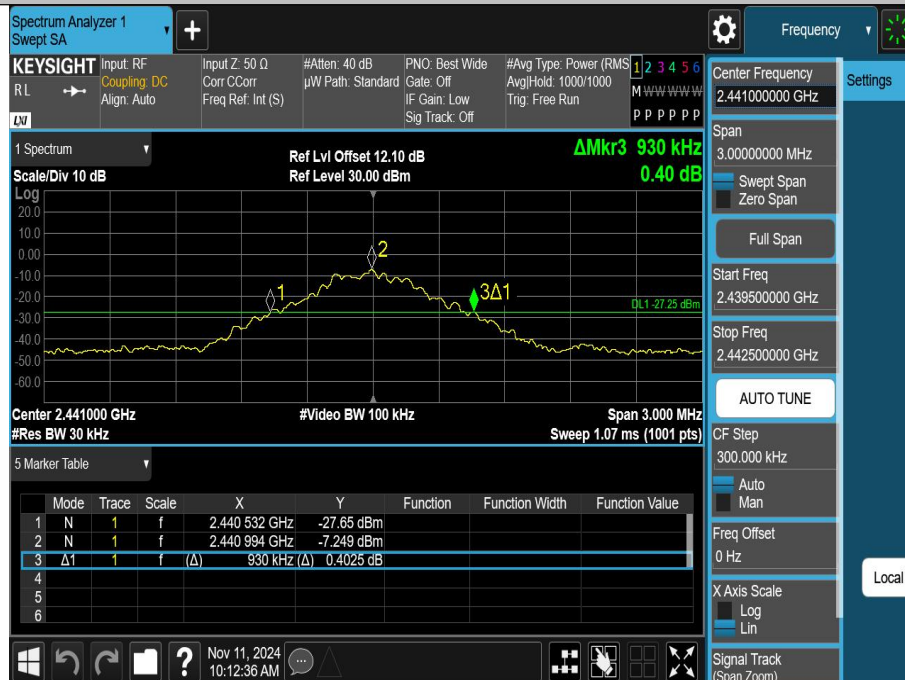 Spectrum Analyzer 1
Swept SA
+
Frequency
KEYSIGHT
RL
LXI
Input: RF
Coupling: DC
Align: Auto
Input Z: 50 Ω
Corr CCorr
Freq Ref: Int (S)
#Atten: 40 dB
µW Path: Standard
PNO: Best Wide
Gate: Off
IF Gain: Low
Sig Track: Off
#Avg Type: Power (RMS
Avg|Hold: 1000/1000
Trig: Free Run
1 2 3 4 5 6
M W W W W W
P P P P P P
1 Spectrum
Scale/Div 10 dB
Ref Lvl Offset 12.10 dB
Ref Level 30.00 dBm
ΔMkr3 930 kHz
0.40 dB
Log
20.0
10.0
0.00
-10.0
-20.0
-30.0
-40.0
-50.0
-60.0
1
2
3Δ1
DL1 -27.25 dBm
Center 2.441000 GHz
#Video BW 100 kHz
Span 3.000 MHz
#Res BW 30 kHz
Sweep 1.07 ms (1001 pts)
5 Marker Table
Mode Trace Scale X Y Function Function Width Function Value
1 N 1 f 2.440 532 GHz -27.65 dBm
2 N 1 f 2.440 994 GHz -7.249 dBm
3 Δ1 1 f (Δ) 930 kHz (Δ) 0.4025 dB
4
5
6
?
Nov 11, 2024
10:12:36 AM
Center Frequency
2.441000000 GHz
Span
3.00000000 MHz
Swept Span
Zero Span
Full Span
Start Freq
2.439500000 GHz
Stop Freq
2.442500000 GHz
AUTO TUNE
CF Step
300.000 kHz
Auto
Man
Freq Offset
0 Hz
X Axis Scale
Log
Lin
Signal Track
(Span Zoom)
Settings
Local